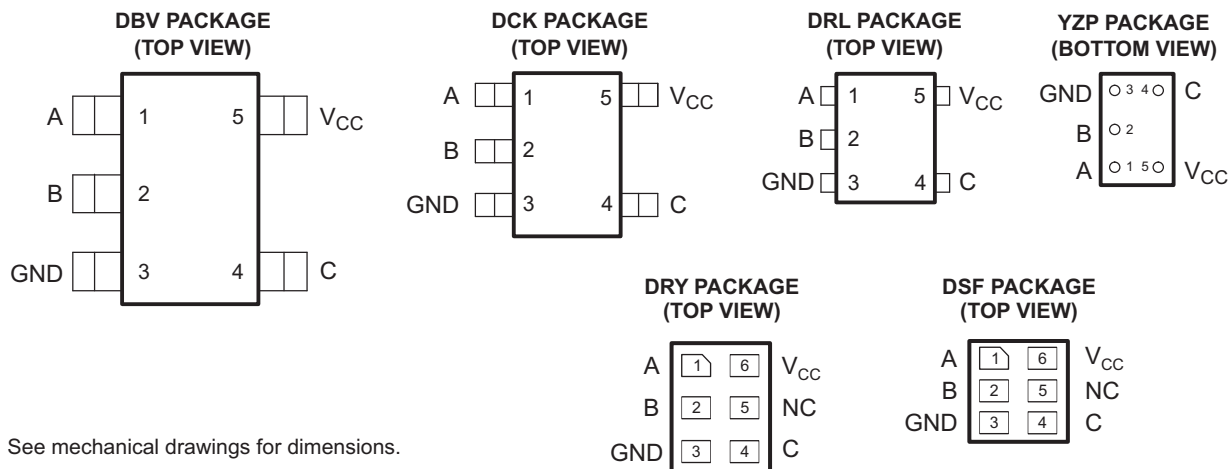 DBV PACKAGE
(TOP VIEW)
A 1 5 VCC
B 2
GND 3 4 C
DCK PACKAGE
(TOP VIEW)
A 1 5 VCC
B 2
GND 3 4 C
DRL PACKAGE
(TOP VIEW)
A 1 5 VCC
B 2
GND 3 4 C
YZP PACKAGE
(BOTTOM VIEW)
GND 3 4 C
B 2
A 1 5 VCC
DRY PACKAGE
(TOP VIEW)
A 1 6 VCC
B 2 5 NC
GND 3 4 C
DSF PACKAGE
(TOP VIEW)
A 1 6 VCC
B 2 5 NC
GND 3 4 C
See mechanical drawings for dimensions.